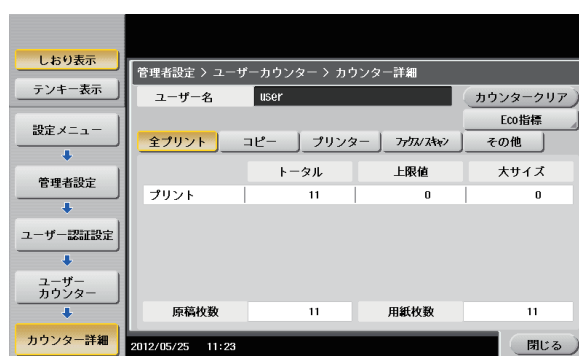 しおり表示
テンキー表示
設定メニュー
管理者設定
ユーザー認証設定
ユーザー
カウンター
カウンター詳細
管理者設定 > ユーザーカウンター > カウンター詳細
ユーザー名 user カウンタークリア
Eco指標
全プリント コピー プリンター ファクス/スキャン その他
トータル 上限値 大サイズ
プリント 11 0 0
原稿枚数 11 用紙枚数 11
2012/05/25 11:23 閉じる